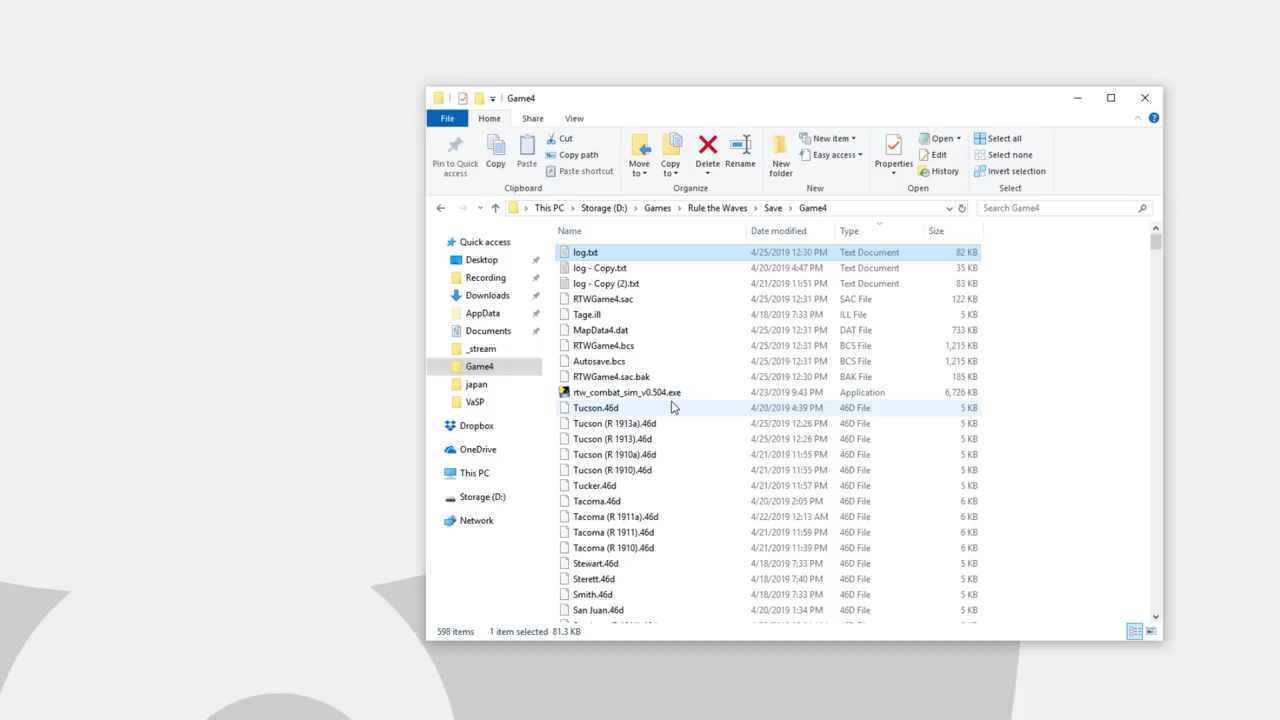 Game4
File Home Share View
Pin to Quick access
Copy
Paste
Cut
Copy path
Paste shortcut
Clipboard
Move to
Copy to
Delete
Rename
Organize
New folder
New item
Easy access
New
Properties
Open
Edit
History
Open
Select all
Select none
Invert selection
Select
This PC > Storage (D:) > Games > Rule the Waves > Save > Game4
Search Game4
Quick access
Desktop
Recording
Downloads
AppData
Documents
_stream
Game4
japan
VaSP
Dropbox
OneDrive
This PC
Storage (D:)
Network
Name Date modified Type Size
log.txt 4/25/2019 12:30 PM Text Document 82 KB
log - Copy.txt 4/20/2019 4:47 PM Text Document 35 KB
log - Copy (2).txt 4/21/2019 11:51 PM Text Document 83 KB
RTWGame4.sac 4/25/2019 12:31 PM SAC File 122 KB
Tage.ill 4/18/2019 7:33 PM ILL File 5 KB
MapData4.dat 4/25/2019 12:31 PM DAT File 733 KB
RTWGame4.bcs 4/25/2019 12:31 PM BCS File 1,215 KB
Autosave.bcs 4/25/2019 12:31 PM BCS File 1,215 KB
RTWGame4.sac.bak 4/25/2019 12:30 PM BAK File 185 KB
rtw_combat_sim_v0.504.exe 4/23/2019 9:43 PM Application 6,726 KB
Tucson.46d 4/20/2019 4:39 PM 46D File 5 KB
Tucson (R 1913a).46d 4/25/2019 12:26 PM 46D File 5 KB
Tucson (R 1913).46d 4/25/2019 12:26 PM 46D File 5 KB
Tucson (R 1910a).46d 4/21/2019 11:55 PM 46D File 5 KB
Tucson (R 1910).46d 4/21/2019 11:55 PM 46D File 5 KB
Tucker.46d 4/21/2019 11:57 PM 46D File 5 KB
Tacoma.46d 4/20/2019 2:05 PM 46D File 6 KB
Tacoma (R 1911a).46d 4/22/2019 12:13 AM 46D File 6 KB
Tacoma (R 1911).46d 4/21/2019 11:59 PM 46D File 6 KB
Tacoma (R 1910).46d 4/21/2019 11:39 PM 46D File 6 KB
Stewart.46d 4/18/2019 7:33 PM 46D File 5 KB
Sterett.46d 4/18/2019 7:40 PM 46D File 5 KB
Smith.46d 4/18/2019 7:33 PM 46D File 5 KB
San Juan.46d 4/20/2019 1:34 PM 46D File 5 KB
598 items 1 item selected 81.3 KB